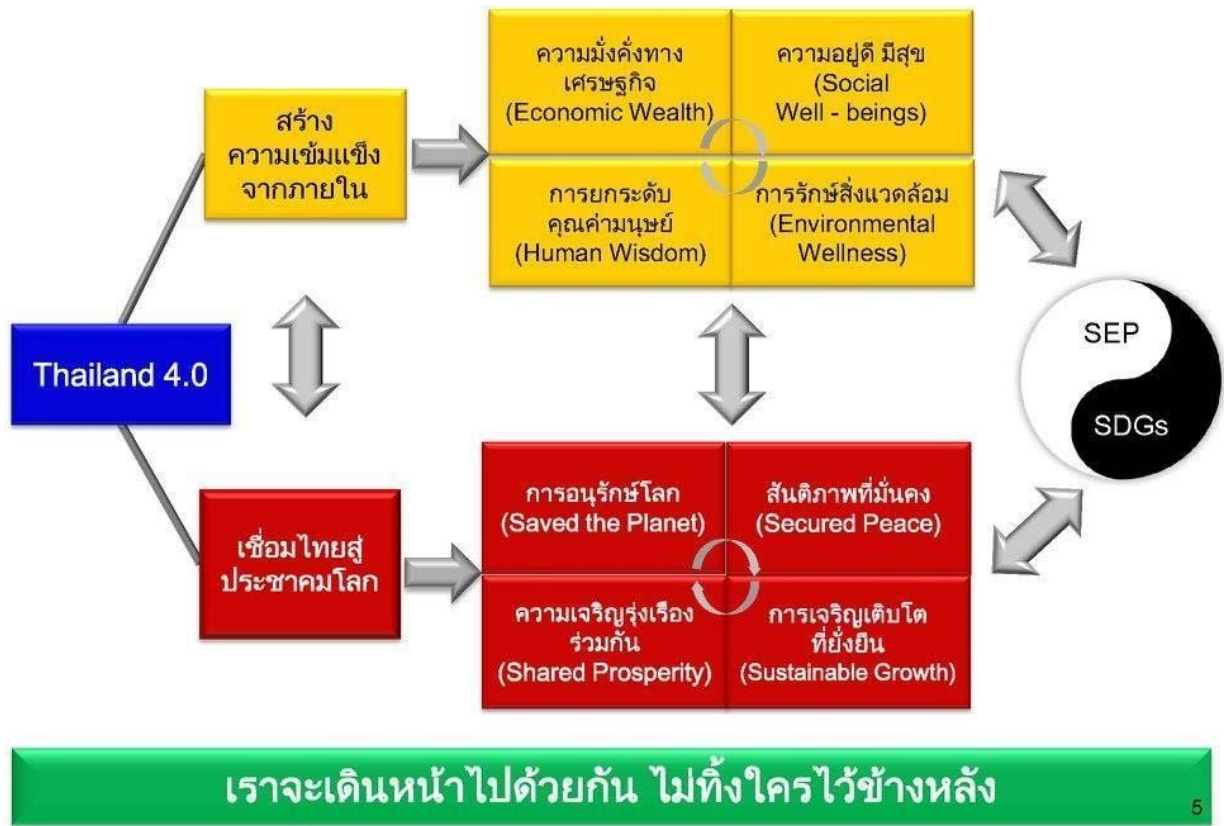 ความมั่งคั่งทาง
เศรษฐกิจ
(Economic Wealth)
ความอยู่ดี มีสุข
(Social
Well - beings)
สร้าง
ความเข้มแข็ง
จากภายใน
การยกระดับ
คุณค่ามนุษย์
(Human Wisdom)
การรักษ์สิ่งแวดล้อม
(Environmental
Wellness)
Thailand 4.0
SEP
SDGs
การอนุรักษ์โลก
(Saved the Planet)
สันติภาพที่มั่นคง
(Secured Peace)
เชื่อมไทยสู่
ประชาคมโลก
ความเจริญรุ่งเรือง
ร่วมกัน
(Shared Prosperity)
การเจริญเติบโต
ที่ยั่งยืน
(Sustainable Growth)
เราจะเดินหน้าไปด้วยกัน ไม่ทิ้งใครไว้ข้างหลัง
5